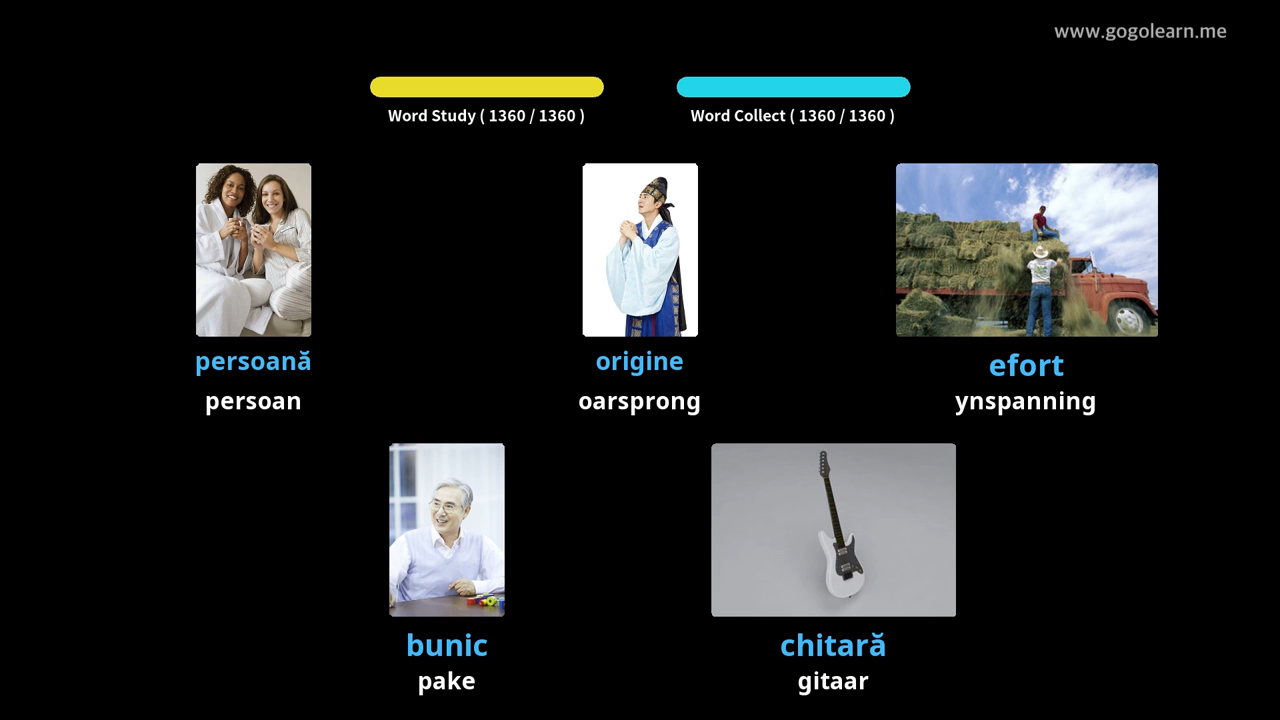 www.gogolearn.me
Word Study ( 1360 / 1360 )
Word Collect ( 1360 / 1360 )
persoană
persoan
origine
oarsprong
efort
ynspanning
bunic
pake
chitară
gitaar